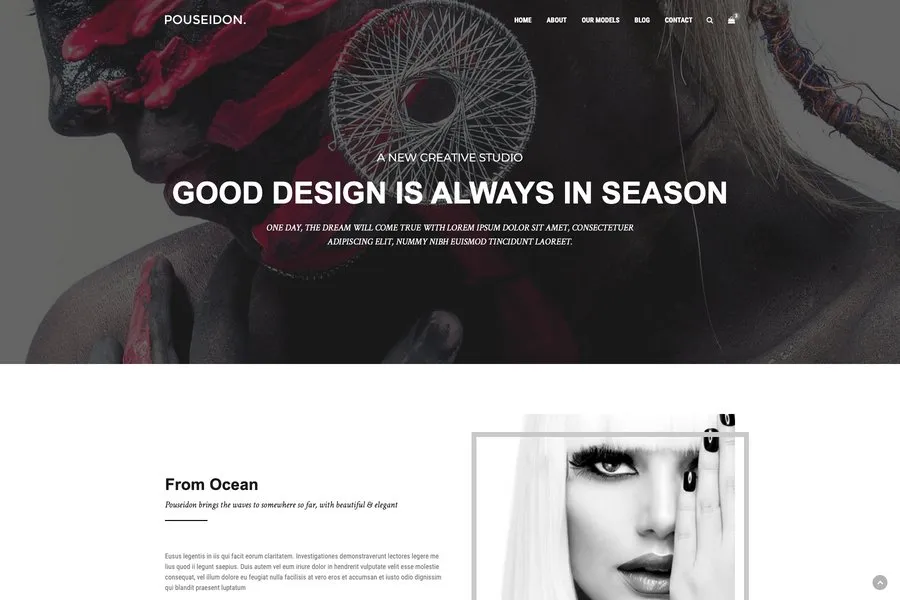 POUSEIDON.
HOME ABOUT OUR MODELS BLOG CONTACT
A NEW CREATIVE STUDIO
GOOD DESIGN IS ALWAYS IN SEASON
ONE DAY, THE DREAM WILL COME TRUE WITH LOREM IPSUM DOLOR SIT AMET, CONSECTETUER
ADIPISCING ELIT, NUMMY NIBH EUISMOD TINCIDUNT LAOREET.
From Ocean
Pouseidon brings the waves to somewhere so far, with beautiful & elegant
Eusus legentis in iis qui facit eorum claritatem. Investigationes demonstraverunt lectores legere me
lius quod ii legunt saepius. Duis autem vel eum iriure dolor in hendrerit vulputate velit esse molestie
consequat, vel illum dolore eu feugiat nulla facilisis at vero eros et accumsan et iusto odio dignissim
qui blandit praesent luptatum